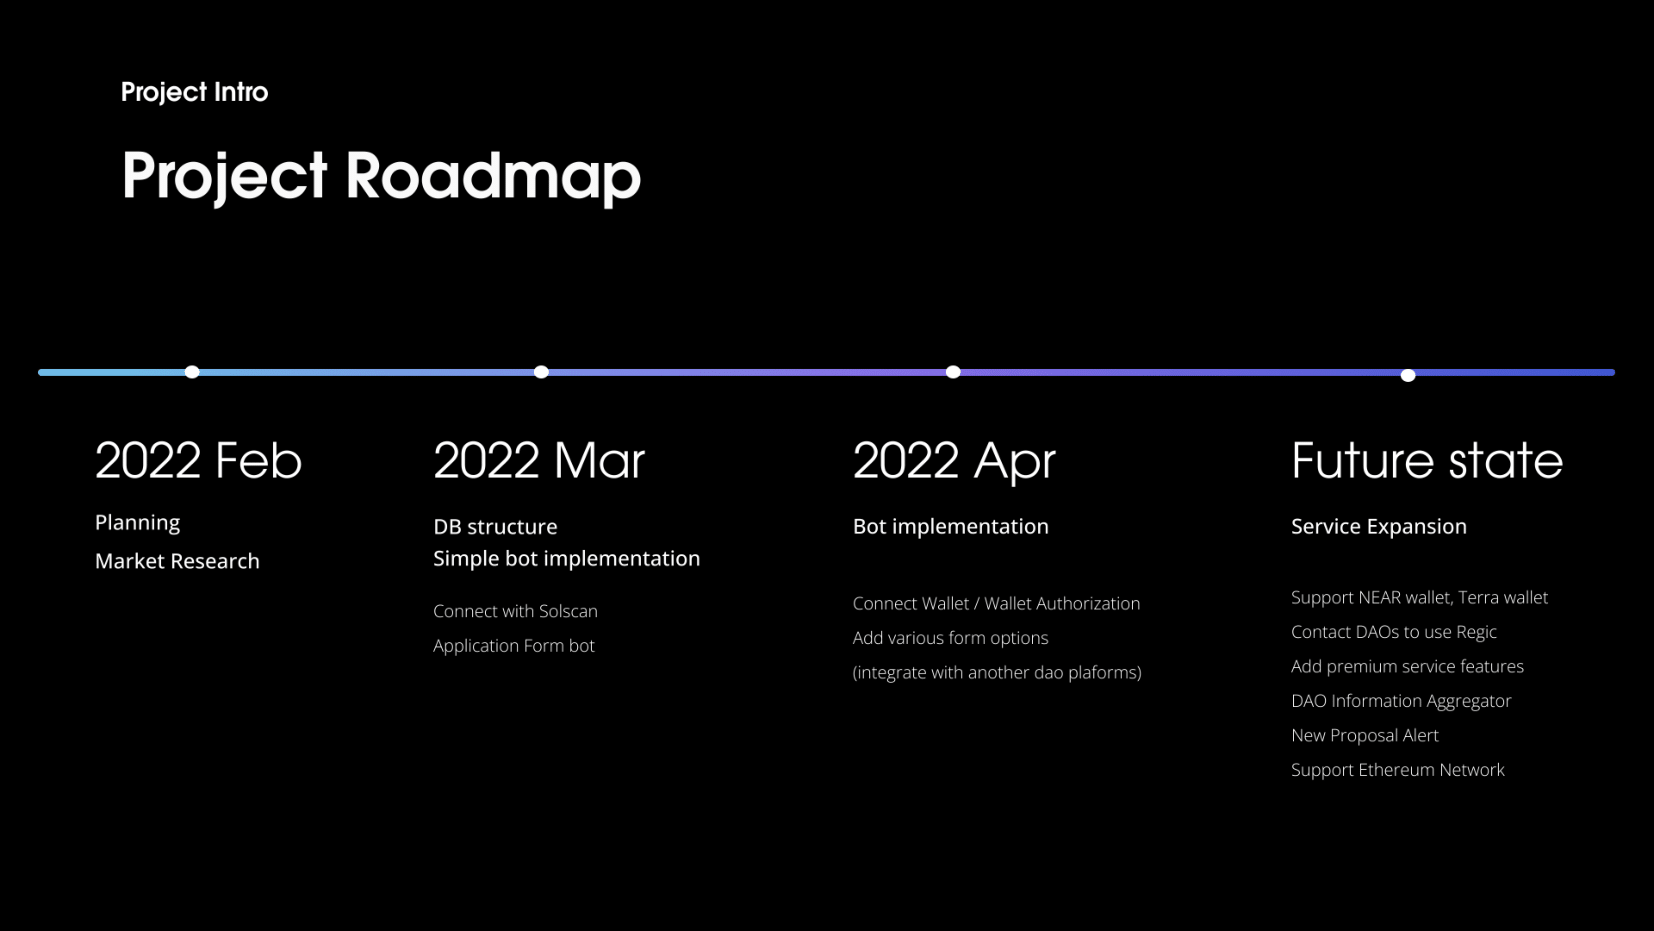 Project Intro
Project Roadmap
2022 Feb
Planning
Market Research
2022 Mar
DB structure
Simple bot implementation
Connect with Solscan
Application Form bot
2022 Apr
Bot implementation
Connect Wallet / Wallet Authorization
Add various form options
(integrate with another dao plaforms)
Future state
Service Expansion
Support NEAR wallet, Terra wallet
Contact DAOs to use Regic
Add premium service features
DAO Information Aggregator
New Proposal Alert
Support Ethereum Network